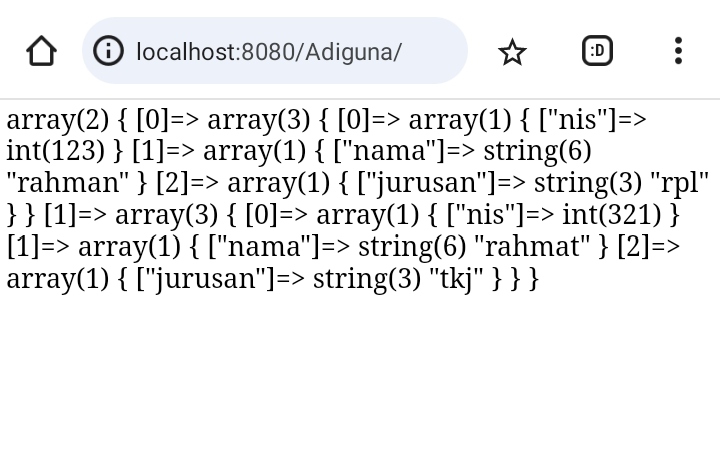 localhost:8080/Adiguna/
:D
array(2) { [0]=> array(3) { [0]=> array(1) { ["nis"]=>
int(123) } [1]=> array(1) { ["nama"]=> string(6)
"rahman" } [2]=> array(1) { ["jurusan"]=> string(3) "rpl"
} } [1]=> array(3) { [0]=> array(1) { ["nis"]=> int(321) }
[1]=> array(1) { ["nama"]=> string(6) "rahmat" } [2]=>
array(1) { ["jurusan"]=> string(3) "tkj" } } }